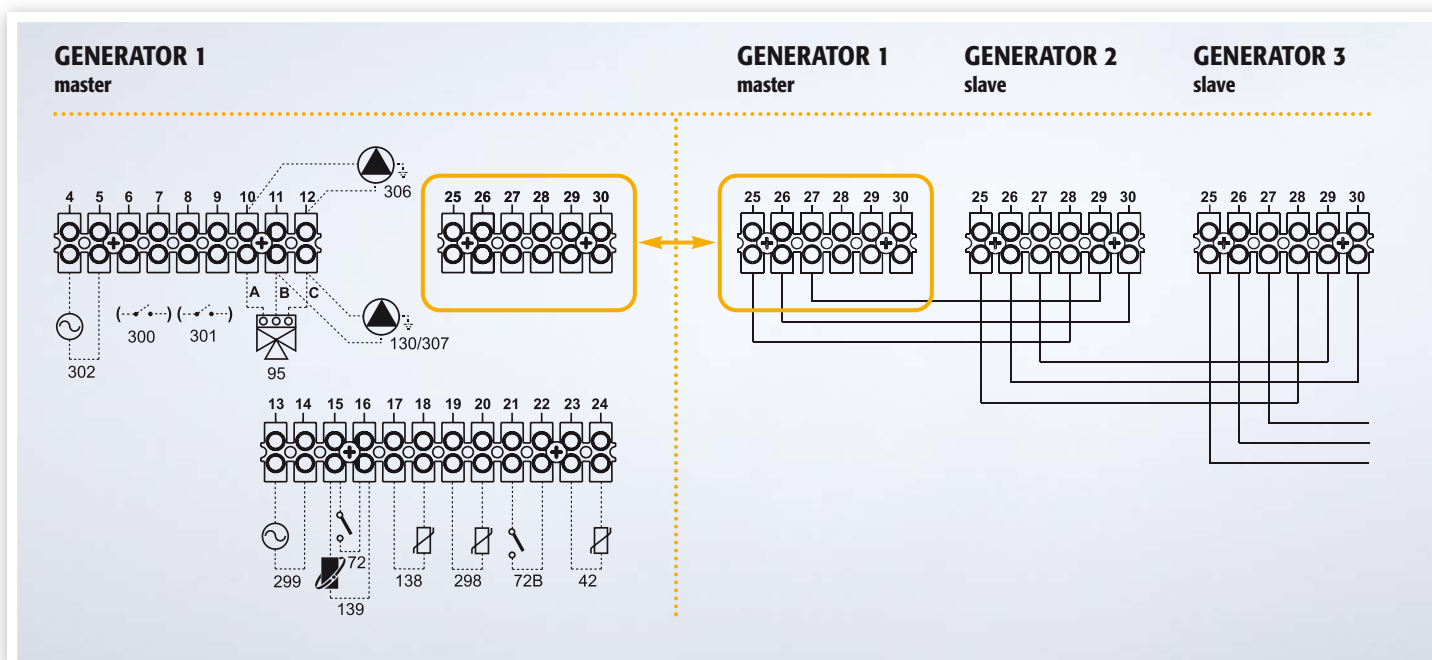 GENERATOR 1
master
GENERATOR 1
master
GENERATOR 2
slave
GENERATOR 3
slave
4 5 6 7 8 9 10 11 12
306
25 26 27 28 29 30
25 26 27 28 29 30
25 26 27 28 29 30
25 26 27 28 29 30
A B C
300
301
130/307
302
95
13 14 15 16 17 18 19 20 21 22 23 24
72
299
138
298
72B
42
139